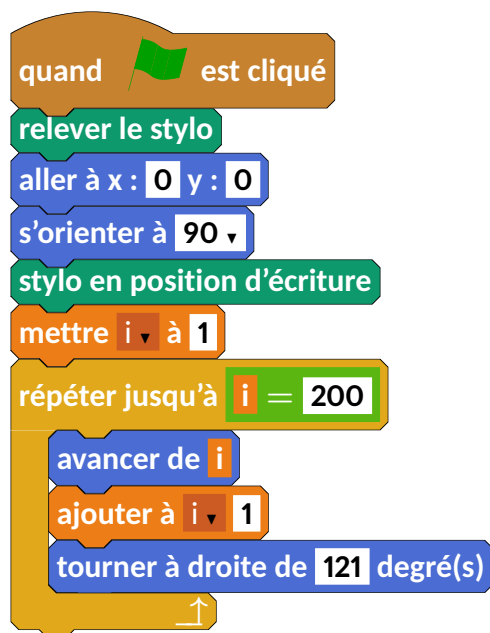 quand est cliqué
relever le stylo
aller à x : 0 y : 0
s’orienter à 90
stylo en position d’écriture
mettre i à 1
répéter jusqu’à i = 200
avancer de i
ajouter à i 1
tourner à droite de 121 degré(s)